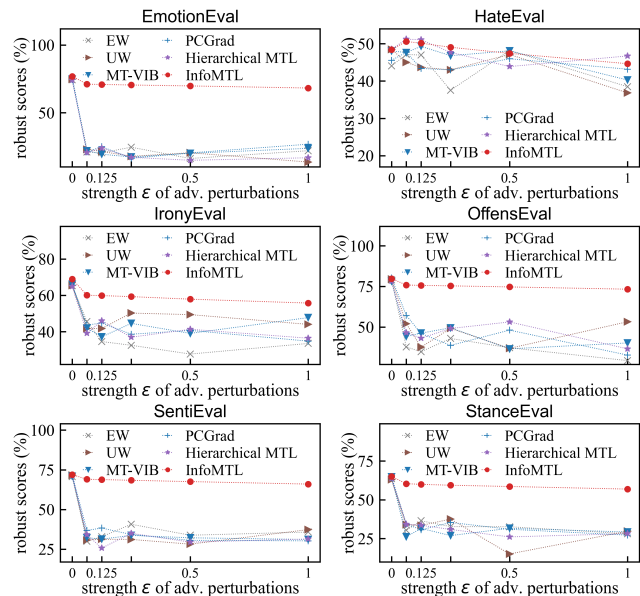 EmotionEval
robust scores (%)
100
50
EW
UW
MT-VIB
PCGrad
Hierarchical MTL
InfoMTL
0 0.125 0.5 1
strength ε of adv. perturbations
HateEval
robust scores (%)
50
40
30
20
EW
UW
MT-VIB
PCGrad
Hierarchical MTL
InfoMTL
0 0.125 0.5 1
strength ε of adv. perturbations
IronyEval
robust scores (%)
80
60
40
EW
UW
MT-VIB
PCGrad
Hierarchical MTL
InfoMTL
0 0.125 0.5 1
strength ε of adv. perturbations
OffensEval
robust scores (%)
100
75
50
EW
UW
MT-VIB
PCGrad
Hierarchical MTL
InfoMTL
0 0.125 0.5 1
strength ε of adv. perturbations
SentiEval
robust scores (%)
100
75
50
25
EW
UW
MT-VIB
PCGrad
Hierarchical MTL
InfoMTL
0 0.125 0.5 1
strength ε of adv. perturbations
StanceEval
robust scores (%)
75
50
25
EW
UW
MT-VIB
PCGrad
Hierarchical MTL
InfoMTL
0 0.125 0.5 1
strength ε of adv. perturbations